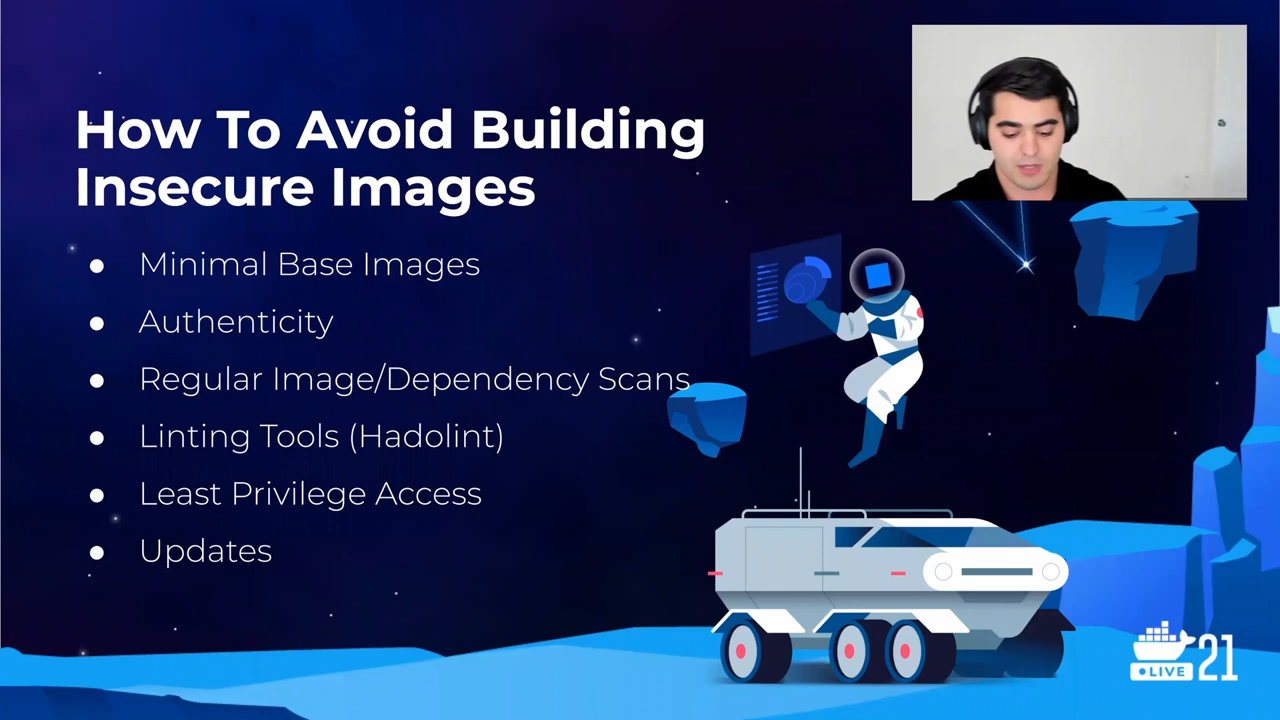 How To Avoid Building
Insecure Images
● Minimal Base Images
● Authenticity
● Regular Image/Dependency Scans
● Linting Tools (Hadolint)
● Least Privilege Access
● Updates
LIVE 21